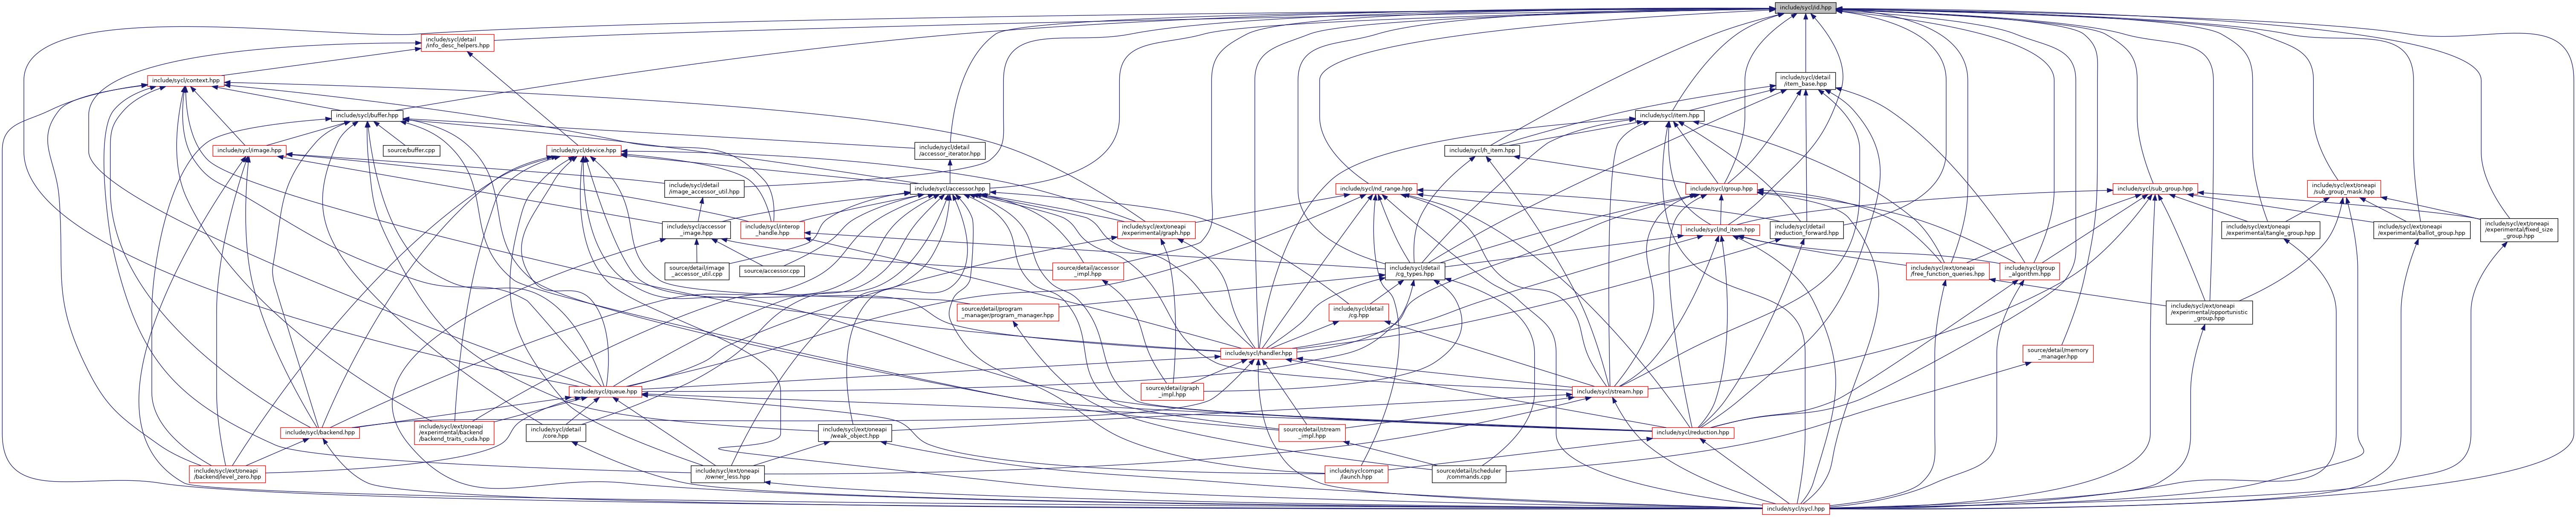 include/sycl/id.hpp
include/sycl/detail
/info_desc_helpers.hpp
include/sycl/context.hpp
include/sycl/detail
/item_base.hpp
include/sycl/buffer.hpp
include/sycl/item.hpp
include/sycl/image.hpp
source/buffer.cpp
include/sycl/device.hpp
include/sycl/detail
/accessor_iterator.hpp
include/sycl/h_item.hpp
include/sycl/detail
/image_accessor_util.hpp
include/sycl/accessor.hpp
include/sycl/nd_range.hpp
include/sycl/group.hpp
include/sycl/sub_group.hpp
include/sycl/ext/oneapi
/sub_group_mask.hpp
include/sycl/accessor
_image.hpp
include/sycl/interop
_handle.hpp
include/sycl/ext/oneapi
/experimental/graph.hpp
include/sycl/nd_item.hpp
include/sycl/detail
/reduction_forward.hpp
include/sycl/ext/oneapi
/experimental/tangle_group.hpp
include/sycl/ext/oneapi
/experimental/ballot_group.hpp
include/sycl/ext/oneapi
/experimental/fixed_size
_group.hpp
source/detail/image
_accessor_util.cpp
source/accessor.cpp
source/detail/accessor
_impl.hpp
include/sycl/detail
/cg_types.hpp
include/sycl/ext/oneapi
/free_function_queries.hpp
include/sycl/group
_algorithm.hpp
source/detail/program
_manager/program_manager.hpp
include/sycl/detail
/cg.hpp
include/sycl/ext/oneapi
/experimental/opportunistic
_group.hpp
include/sycl/handler.hpp
source/detail/memory
_manager.hpp
include/sycl/queue.hpp
source/detail/graph
_impl.hpp
include/sycl/stream.hpp
include/sycl/backend.hpp
include/sycl/ext/oneapi
/experimental/backend
/backend_traits_cuda.hpp
include/sycl/detail
/core.hpp
include/sycl/ext/oneapi
/weak_object.hpp
source/detail/stream
_impl.hpp
include/sycl/reduction.hpp
include/sycl/ext/oneapi
/backend/level_zero.hpp
include/sycl/ext/oneapi
/owner_less.hpp
include/syclcompat
/launch.hpp
source/detail/scheduler
/commands.cpp
include/sycl/sycl.hpp